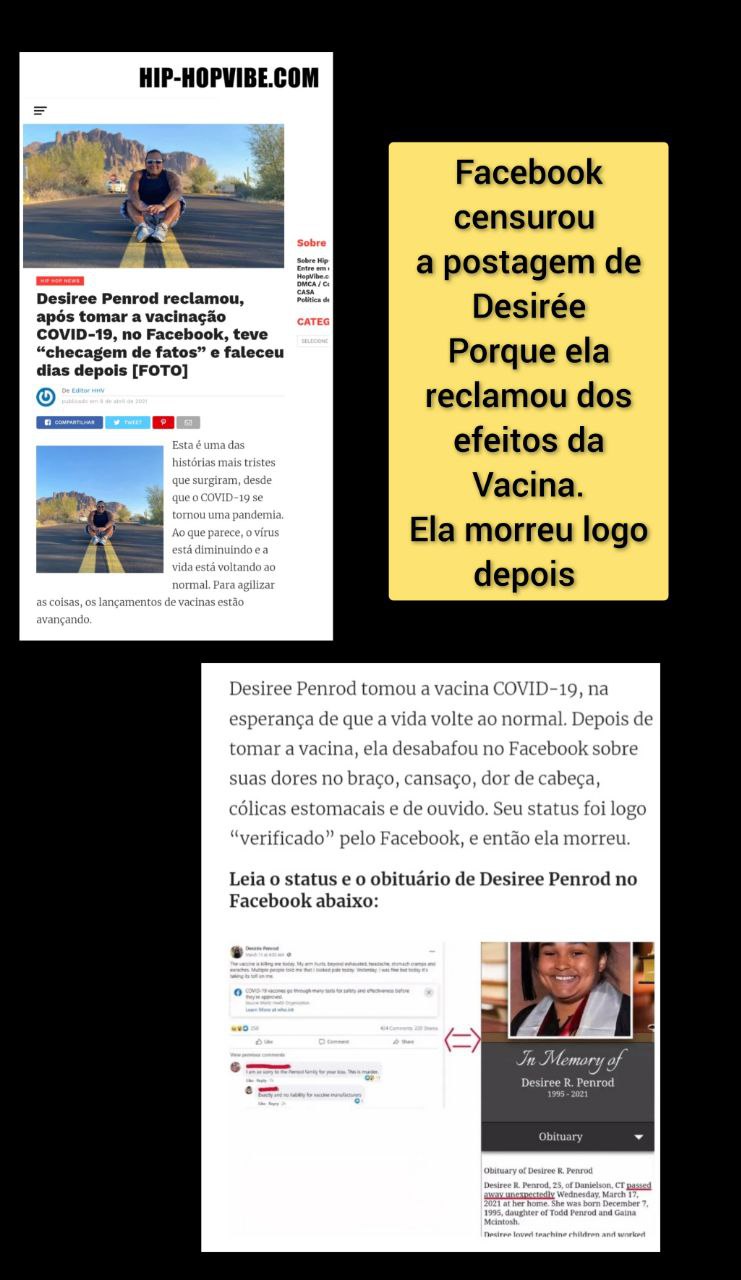 HIP-HOPVIBE.COM
HIP HOP NEWS
Desiree Penrod reclamou,
após tomar a vacinação
COVID-19, no Facebook, teve
“checagem de fatos” e faleceu
dias depois [FOTO]
De Editor HHV
publicado em 9 de abril de 2021
COMPARTILHAR
TWEET
Esta é uma das
histórias mais tristes
que surgiram, desde
que o COVID-19 se
tornou uma pandemia.
Ao que parece, o vírus
está diminuindo e a
vida está voltando ao
normal. Para agilizar
as coisas, os lançamentos de vacinas estão
avançando.
Sobre
Sobre Hip
Entre em
HopVibe.c
DMCA / Co
CASA
Política de
CATEG
SELECIONE
Facebook
censurou
a postagem de
Desirée
Porque ela
reclamou dos
efeitos da
Vacina.
Ela morreu logo
depois
Desiree Penrod tomou a vacina COVID-19, na
esperança de que a vida volte ao normal. Depois de
tomar a vacina, ela desabafou no Facebook sobre
suas dores no braço, cansaço, dor de cabeça,
cólicas estomacais e de ouvido. Seu status foi logo
“verificado” pelo Facebook, e então ela morreu.
Leia o status e o obituário de Desiree Penrod no
Facebook abaixo:
Desiree Penrod
The vaccine is killing me today. My arm hurts, beyond exhausted, headache, stomach cramps and
earaches. Multiple people told me that I looked pale today. Yesterday, I was fine but today it's
taking its toll on me.
COVID-19 vaccines go through many tests for safety and effectiveness before
they're approved.
Source: World Health Organization
Learn More at who.int
424 Comments 220 Shares
Like
Comment
Share
View previous comments
I am so sorry to the Penrod family for your loss. This is murder.
Like Reply
Exactly and no liability for vaccine manufacturers
Like Reply
In Memory of
Desiree R. Penrod
1995 - 2021
Obituary
Obituary of Desiree R. Penrod
Desiree R. Penrod, 25, of Danielson, CT passed
away unexpectedly Wednesday, March 17,
2021 at her home. She was born December 7,
1995, daughter of Todd Penrod and Gaina
Mcintosh.
Desiree loved teaching children and worked